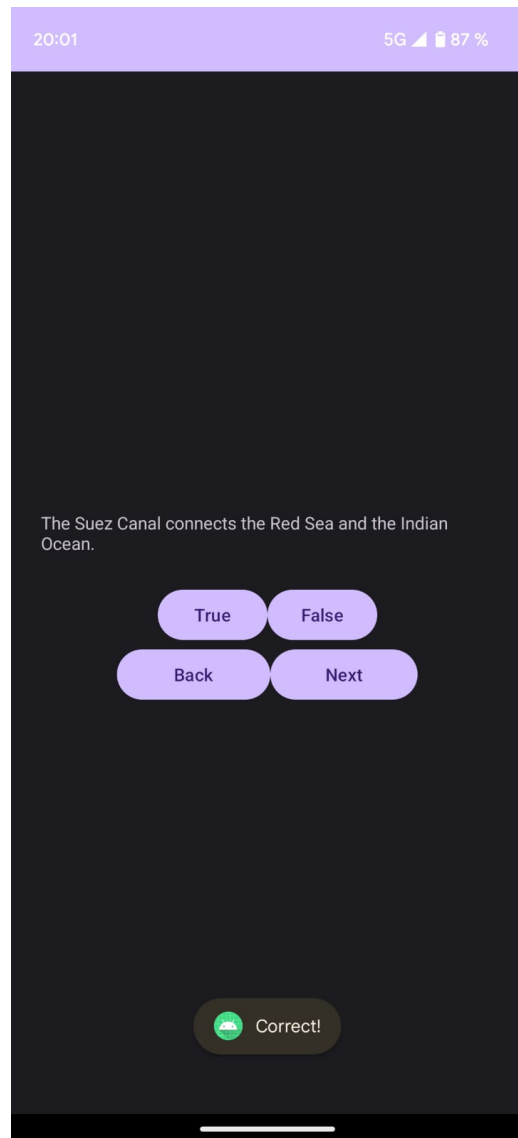 20:01 5G 87 %
The Suez Canal connects the Red Sea and the Indian
Ocean.
True False
Back Next
Correct!